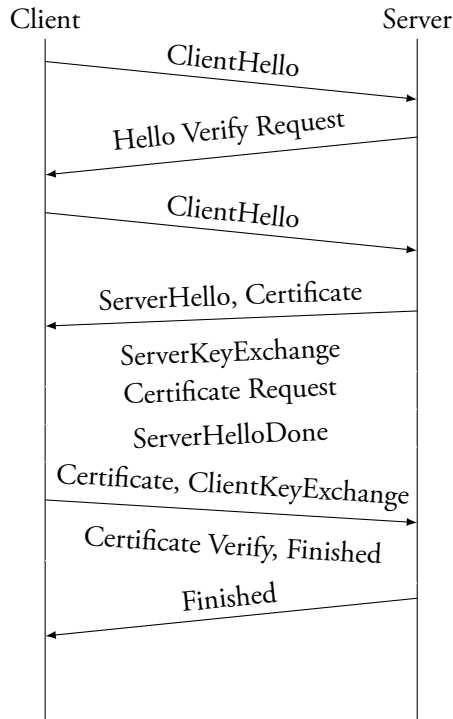 Client
Server
ClientHello
Hello Verify Request
ClientHello
ServerHello, Certificate
ServerKeyExchange
Certificate Request
ServerHelloDone
Certificate, ClientKeyExchange
Certificate Verify, Finished
Finished